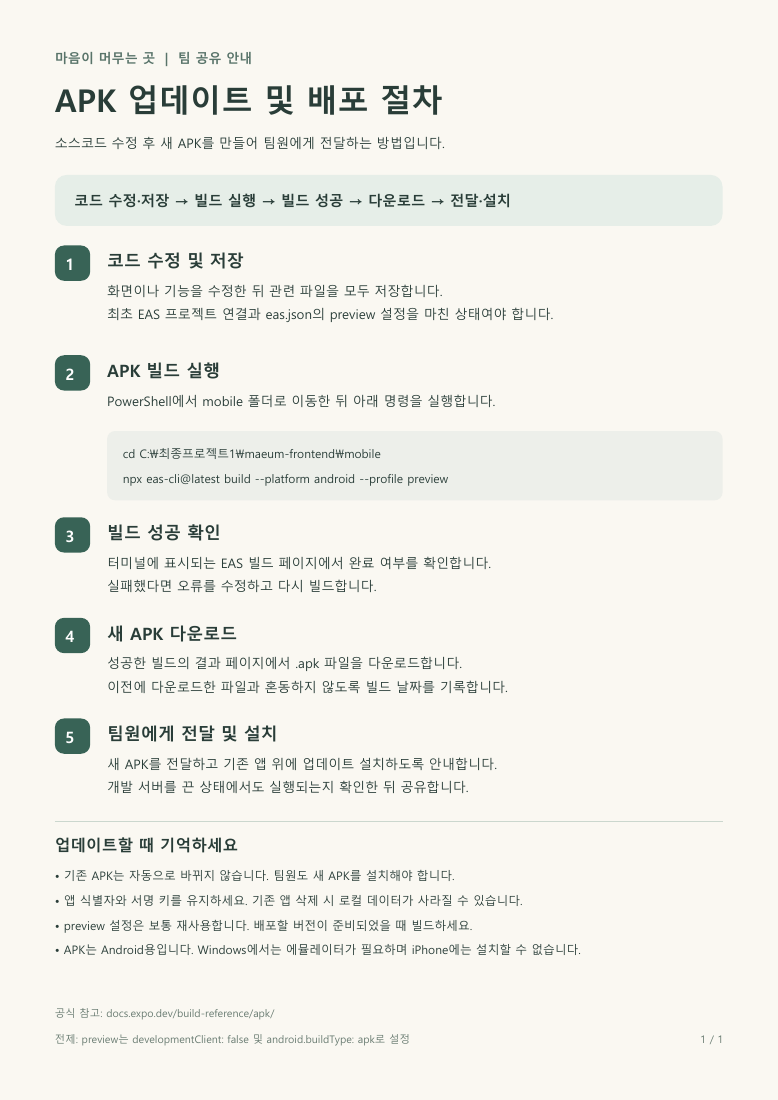 마음이 머무는 곳 | 팀 공유 안내
APK 업데이트 및 배포 절차
소스코드 수정 후 새 APK를 만들어 팀원에게 전달하는 방법입니다.
코드 수정·저장 → 빌드 실행 → 빌드 성공 → 다운로드 → 전달·설치
1 코드 수정 및 저장
화면이나 기능을 수정한 뒤 관련 파일을 모두 저장합니다.
최초 EAS 프로젝트 연결과 eas.json의 preview 설정을 마친 상태여야 합니다.
2 APK 빌드 실행
PowerShell에서 mobile 폴더로 이동한 뒤 아래 명령을 실행합니다.
cd C:₩최종프로젝트1₩maeum-frontend₩mobile
npx eas-cli@latest build --platform android --profile preview
3 빌드 성공 확인
터미널에 표시되는 EAS 빌드 페이지에서 완료 여부를 확인합니다.
실패했다면 오류를 수정하고 다시 빌드합니다.
4 새 APK 다운로드
성공한 빌드의 결과 페이지에서 .apk 파일을 다운로드합니다.
이전에 다운로드한 파일과 혼동하지 않도록 빌드 날짜를 기록합니다.
5 팀원에게 전달 및 설치
새 APK를 전달하고 기존 앱 위에 업데이트 설치하도록 안내합니다.
개발 서버를 끈 상태에서도 실행되는지 확인한 뒤 공유합니다.
업데이트할 때 기억하세요
• 기존 APK는 자동으로 바뀌지 않습니다. 팀원도 새 APK를 설치해야 합니다.
• 앱 식별자와 서명 키를 유지하세요. 기존 앱 삭제 시 로컬 데이터가 사라질 수 있습니다.
• preview 설정은 보통 재사용합니다. 배포할 버전이 준비되었을 때 빌드하세요.
• APK는 Android용입니다. Windows에서는 에뮬레이터가 필요하며 iPhone에는 설치할 수 없습니다.
공식 참고: docs.expo.dev/build-reference/apk/
전제: preview는 developmentClient: false 및 android.buildType: apk로 설정
1 / 1